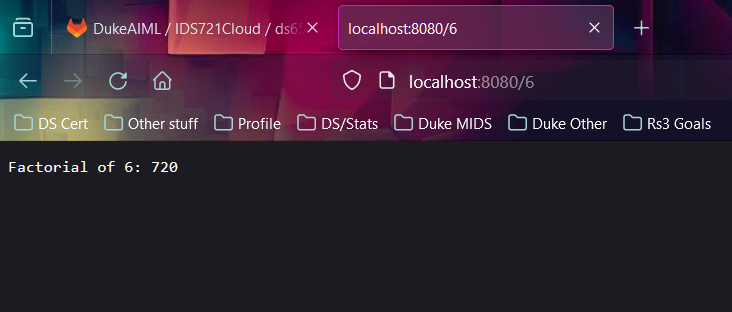 DukeAIML / IDS721Cloud / ds65
localhost:8080/6
localhost:8080/6
DS Cert Other stuff Profile DS/Stats Duke MIDS Duke Other Rs3 Goals
Factorial of 6: 720